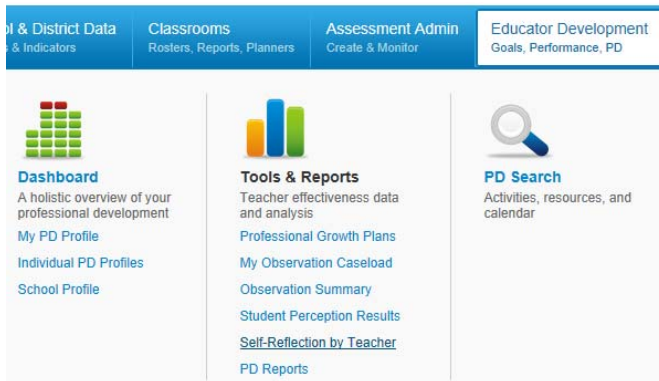 & District Data
& Indicators
Classrooms
Rosters, Reports, Planners
Assessment Admin
Create & Monitor
Educator Development
Goals, Performance, PD
Dashboard
A holistic overview of your
professional development
My PD Profile
Individual PD Profiles
School Profile
Tools & Reports
Teacher effectiveness data
and analysis
Professional Growth Plans
My Observation Caseload
Observation Summary
Student Perception Results
Self-Reflection by Teacher
PD Reports
PD Search
Activities, resources, and
calendar